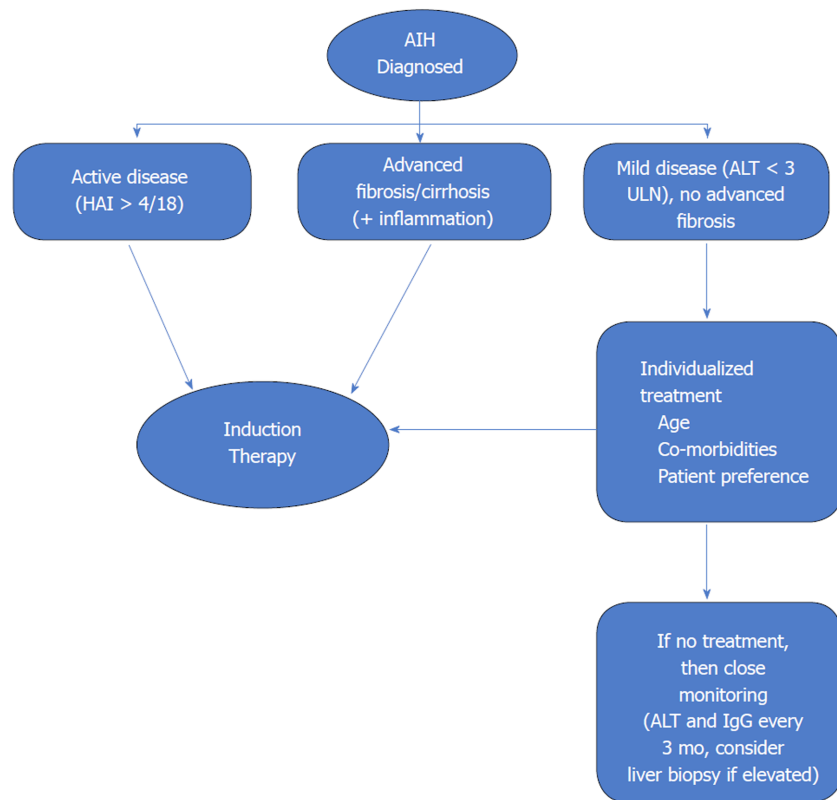 AIH
Diagnosed
Active disease
(HAI > 4/18)
Advanced
fibrosis/cirrhosis
(+ inflammation)
Mild disease (ALT < 3
ULN), no advanced
fibrosis
Individualized
treatment
Age
Co-morbidities
Patient preference
Induction
Therapy
If no treatment,
then close
monitoring
(ALT and IgG every
3 mo, consider
liver biopsy if elevated)